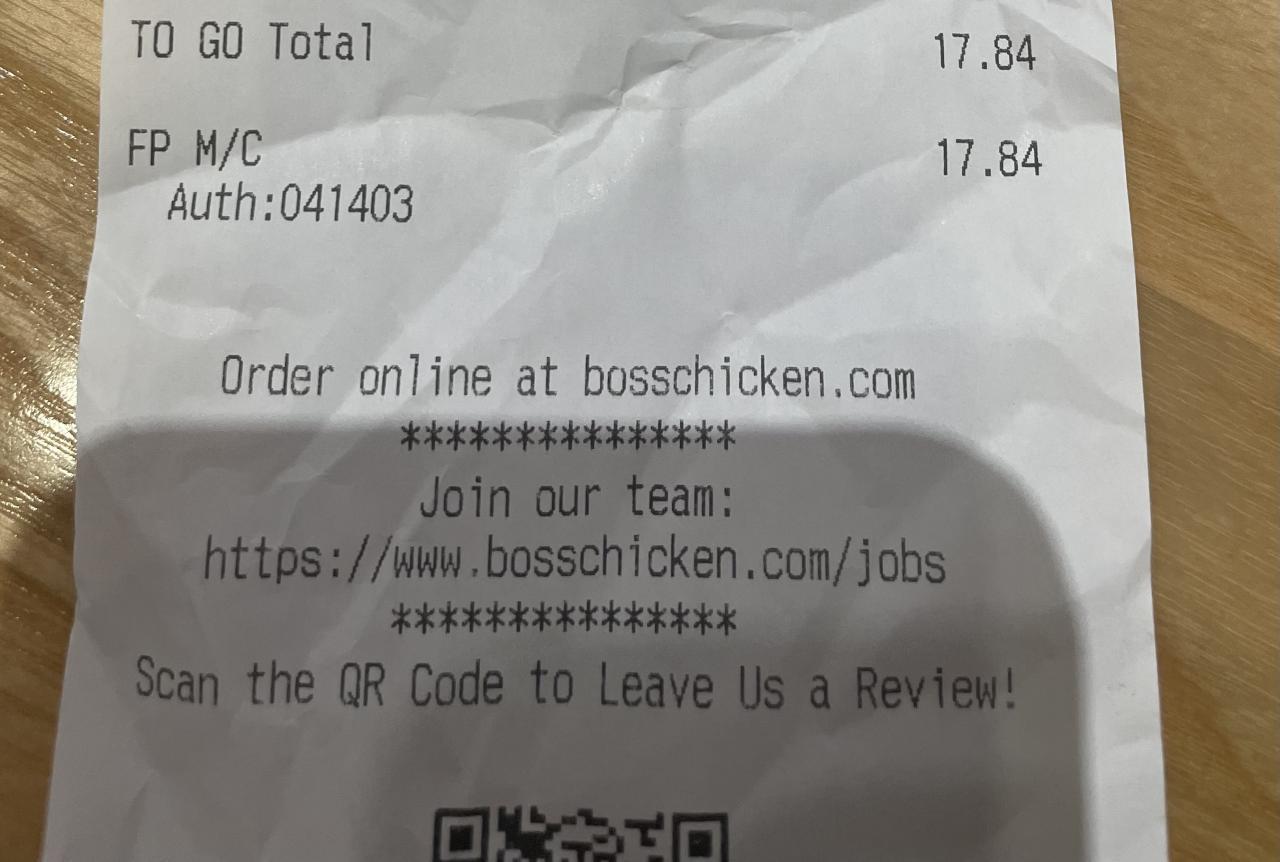 TO GO Total 17.84
FP M/C 17.84
Auth:041403
Order online at bosschicken.com
***************
Join our team:
https://www.bosschicken.com/jobs
***************
Scan the QR Code to Leave Us a Review!